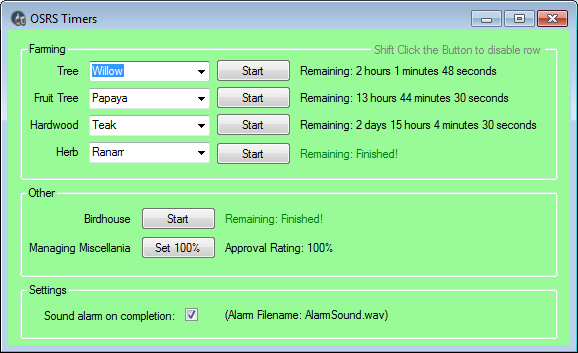 OSRS Timers
Farming
Shift Click the Button to disable row
Tree Willow Start Remaining: 2 hours 1 minutes 48 seconds
Fruit Tree Papaya Start Remaining: 13 hours 44 minutes 30 seconds
Hardwood Teak Start Remaining: 2 days 15 hours 4 minutes 30 seconds
Herb Ranarr Start Remaining: Finished!
Other
Birdhouse Start Remaining: Finished!
Managing Miscellania Set 100% Approval Rating: 100%
Settings
Sound alarm on completion: (Alarm Filename: AlarmSound.wav)